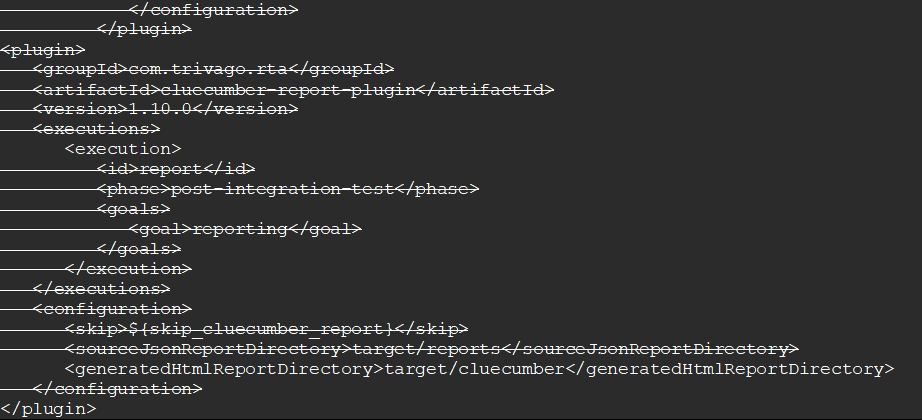 </configuration>
</plugin>
<plugin>
<groupId>com.trivago.rta</groupId>
<artifactId>cluecumber-report-plugin</artifactId>
<version>1.10.0</version>
<executions>
<execution>
<id>report</id>
<phase>post-integration-test</phase>
<goals>
<goal>reporting</goal>
</goals>
</execution>
</executions>
<configuration>
<skip>${skip_cluecumber_report}</skip>
<sourceJsonReportDirectory>target/reports</sourceJsonReportDirectory>
<generatedHtmlReportDirectory>target/cluecumber</generatedHtmlReportDirectory>
</configuration>
</plugin>